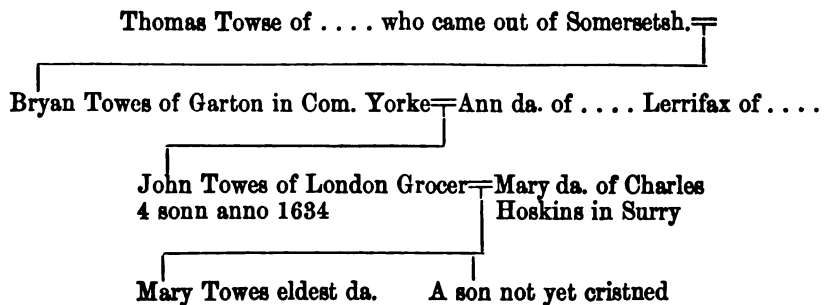 Thomas Towse of .... who came out of Somersetsh.
Bryan Towes of Garton in Com. Yorke Ann da. of .... Lerrifax of ....
John Towes of London Grocer Mary da. of Charles
4 sonn anno 1634 Hoskins in Surry
Mary Towes eldest da. A son not yet cristned